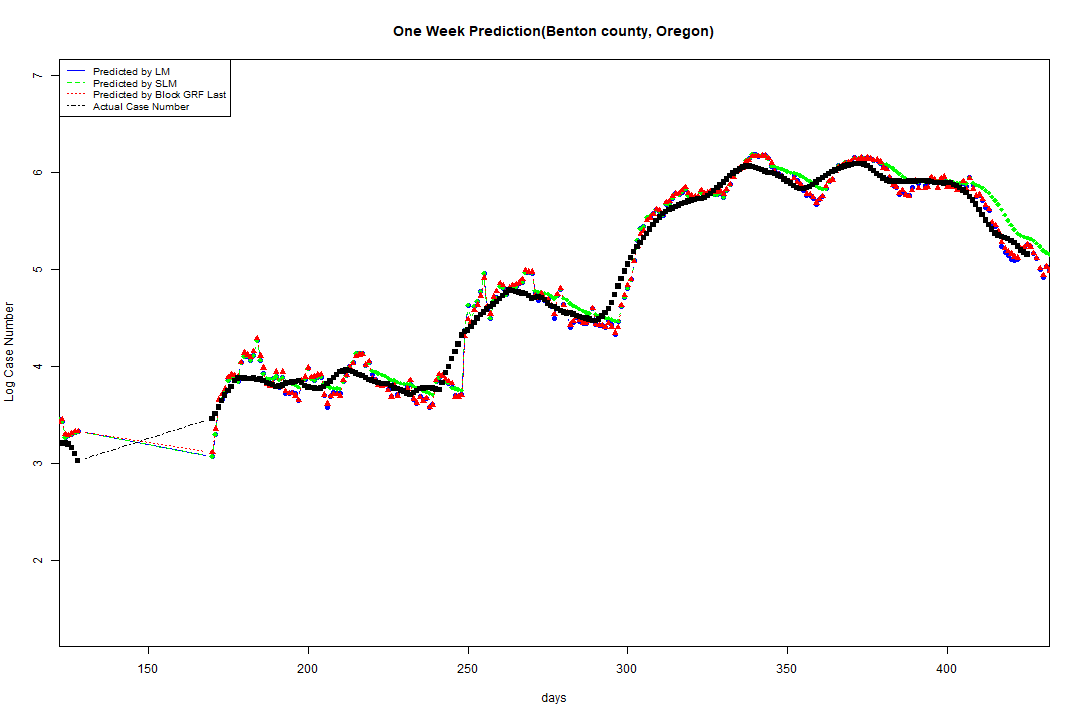 One Week Prediction(Benton county, Oregon)
Predicted by LM
Predicted by SLM
Predicted by Block GRF Last
Actual Case Number
7
6
5
4
3
2
Log Case Number
150 200 250 300 350 400
days